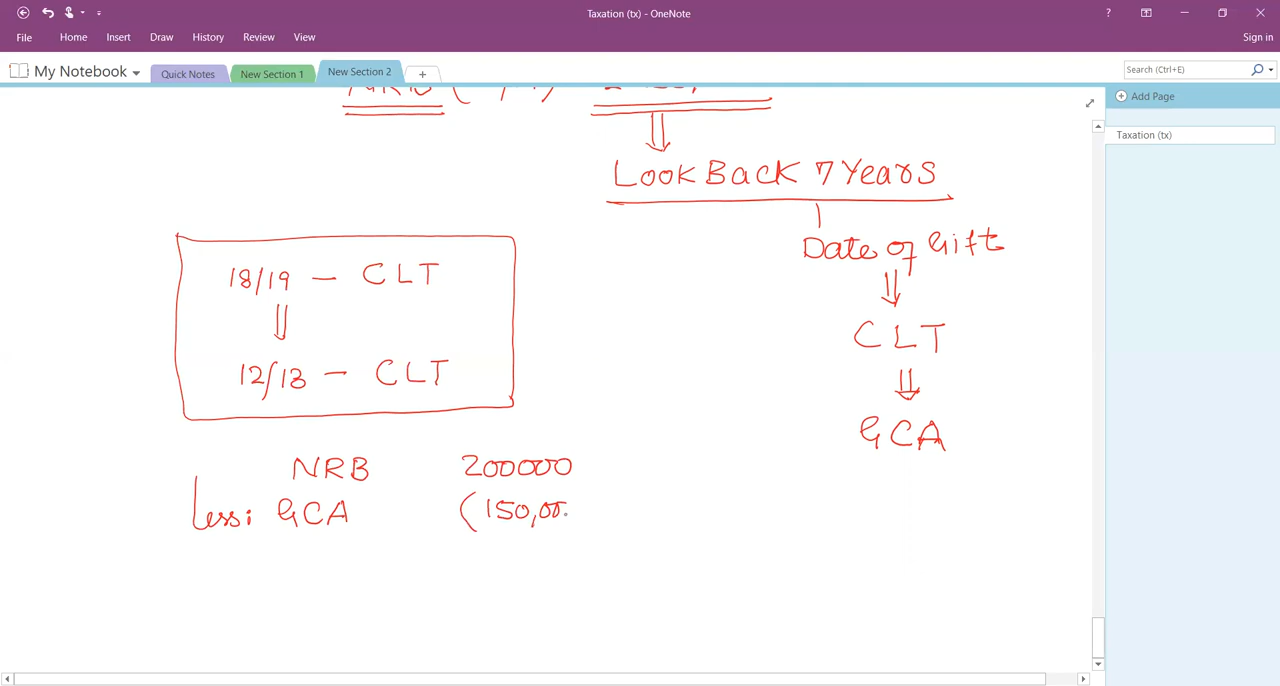 Taxation (tx) - OneNote
File Home Insert Draw History Review View Sign in
My Notebook Quick Notes New Section 1 New Section 2 Search (Ctrl+E)
Add Page
Taxation (tx)
Look Back 7 Years
Date of Gift
18/19 - CLT
CLT
12/13 - CLT
GCA
NRB 200000
Less: GCA (150,00